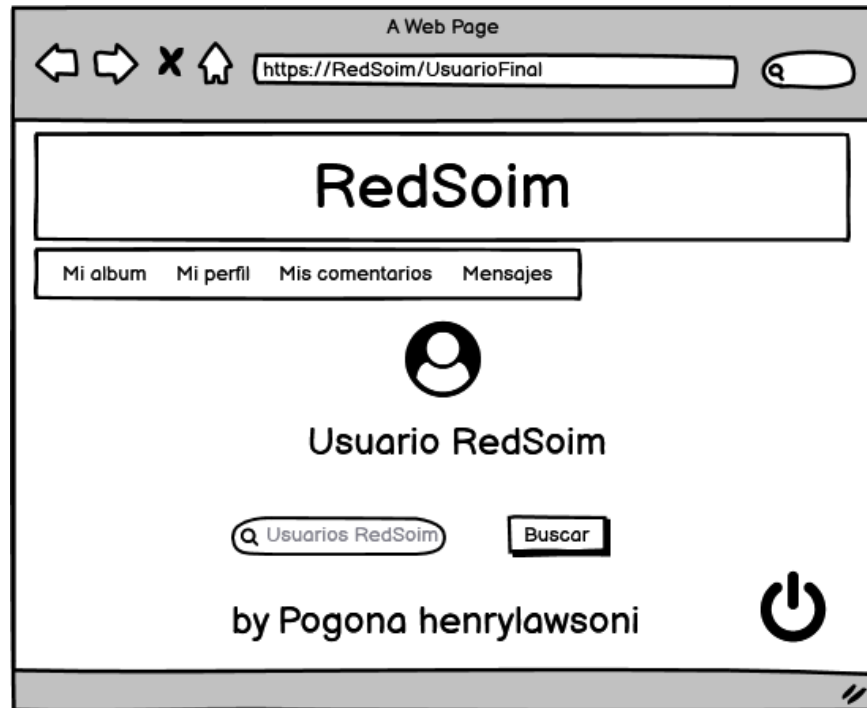 A Web Page
https://RedSoim/UsuarioFinal
RedSoim
Mi album Mi perfil Mis comentarios Mensajes
Usuario RedSoim
Usuarios RedSoim Buscar
by Pogona henrylawsoni